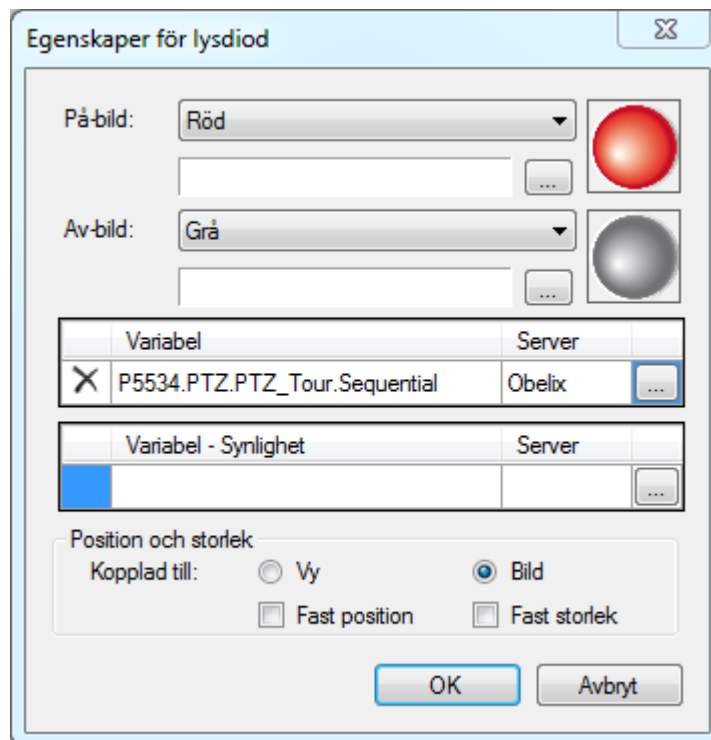 Egenskaper för lysdiod
På-bild: Röd
...
Av-bild: Grå
...
Variabel Server
P5534.PTZ.PTZ_Tour.Sequential Obelix ...
Variabel - Synlighet Server
...
Position och storlek
Kopplad till: Vy Bild
Fast position Fast storlek
OK Avbryt